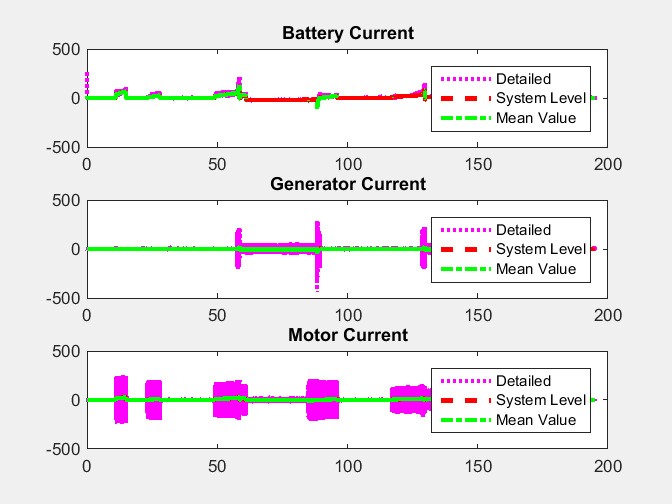 Battery Current
500
0
-500
0 50 100 150 200
Detailed
System Level
Mean Value
Generator Current
500
0
-500
0 50 100 150 200
Detailed
System Level
Mean Value
Motor Current
500
0
-500
0 50 100 150 200
Detailed
System Level
Mean Value